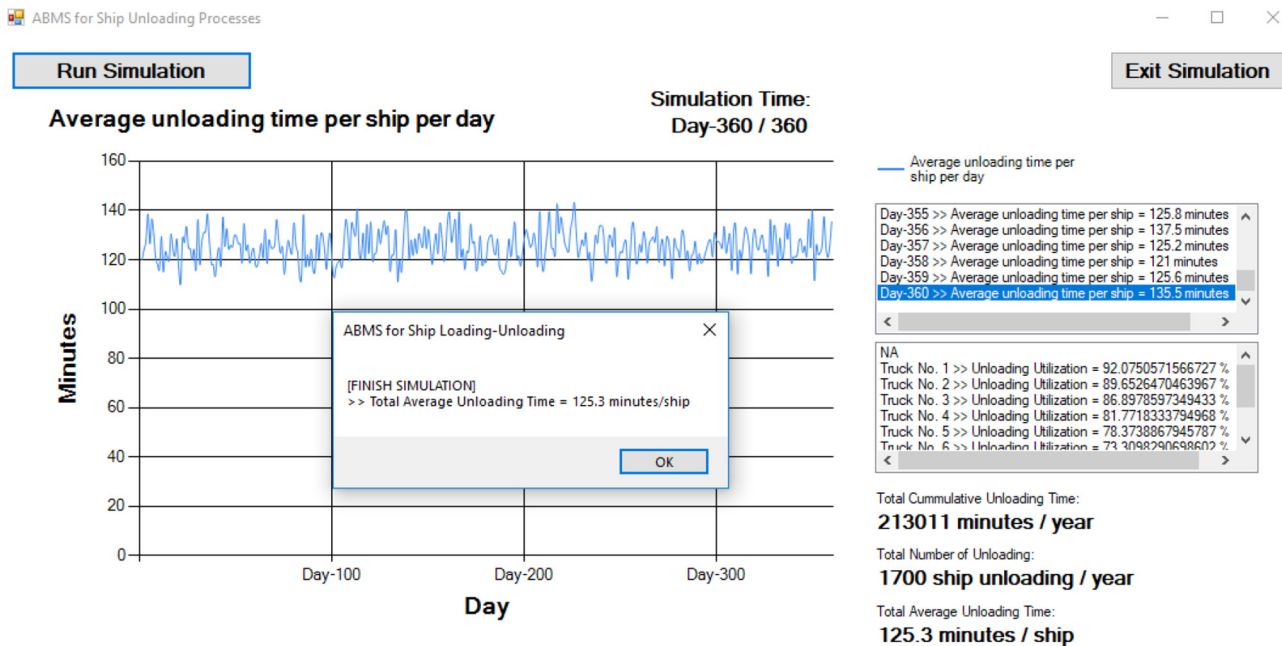 ABMS for Ship Unloading Processes
Run Simulation
Exit Simulation
Average unloading time per ship per day
Simulation Time:
Day-360 / 360
160
140
120
100
80
60
40
20
0
Minutes
Day-100
Day-200
Day-300
Day
Average unloading time per
ship per day
Day-355 >> Average unloading time per ship = 125.8 minutes
Day-356 >> Average unloading time per ship = 137.5 minutes
Day-357 >> Average unloading time per ship = 125.2 minutes
Day-358 >> Average unloading time per ship = 121 minutes
Day-359 >> Average unloading time per ship = 125.6 minutes
Day-360 >> Average unloading time per ship = 135.5 minutes
ABMS for Ship Loading-Unloading
[FINISH SIMULATION]
>> Total Average Unloading Time = 125.3 minutes/ship
OK
NA
Truck No. 1 >> Unloading Utilization = 92.0750571566727 %
Truck No. 2 >> Unloading Utilization = 89.6526470463967 %
Truck No. 3 >> Unloading Utilization = 86.8978597349433 %
Truck No. 4 >> Unloading Utilization = 81.7718333794968 %
Truck No. 5 >> Unloading Utilization = 78.3738867945787 %
Truck No. 6 >> Unloading Utilization = 73.3098290698602 %
Total Cummulative Unloading Time:
213011 minutes / year
Total Number of Unloading:
1700 ship unloading / year
Total Average Unloading Time:
125.3 minutes / ship